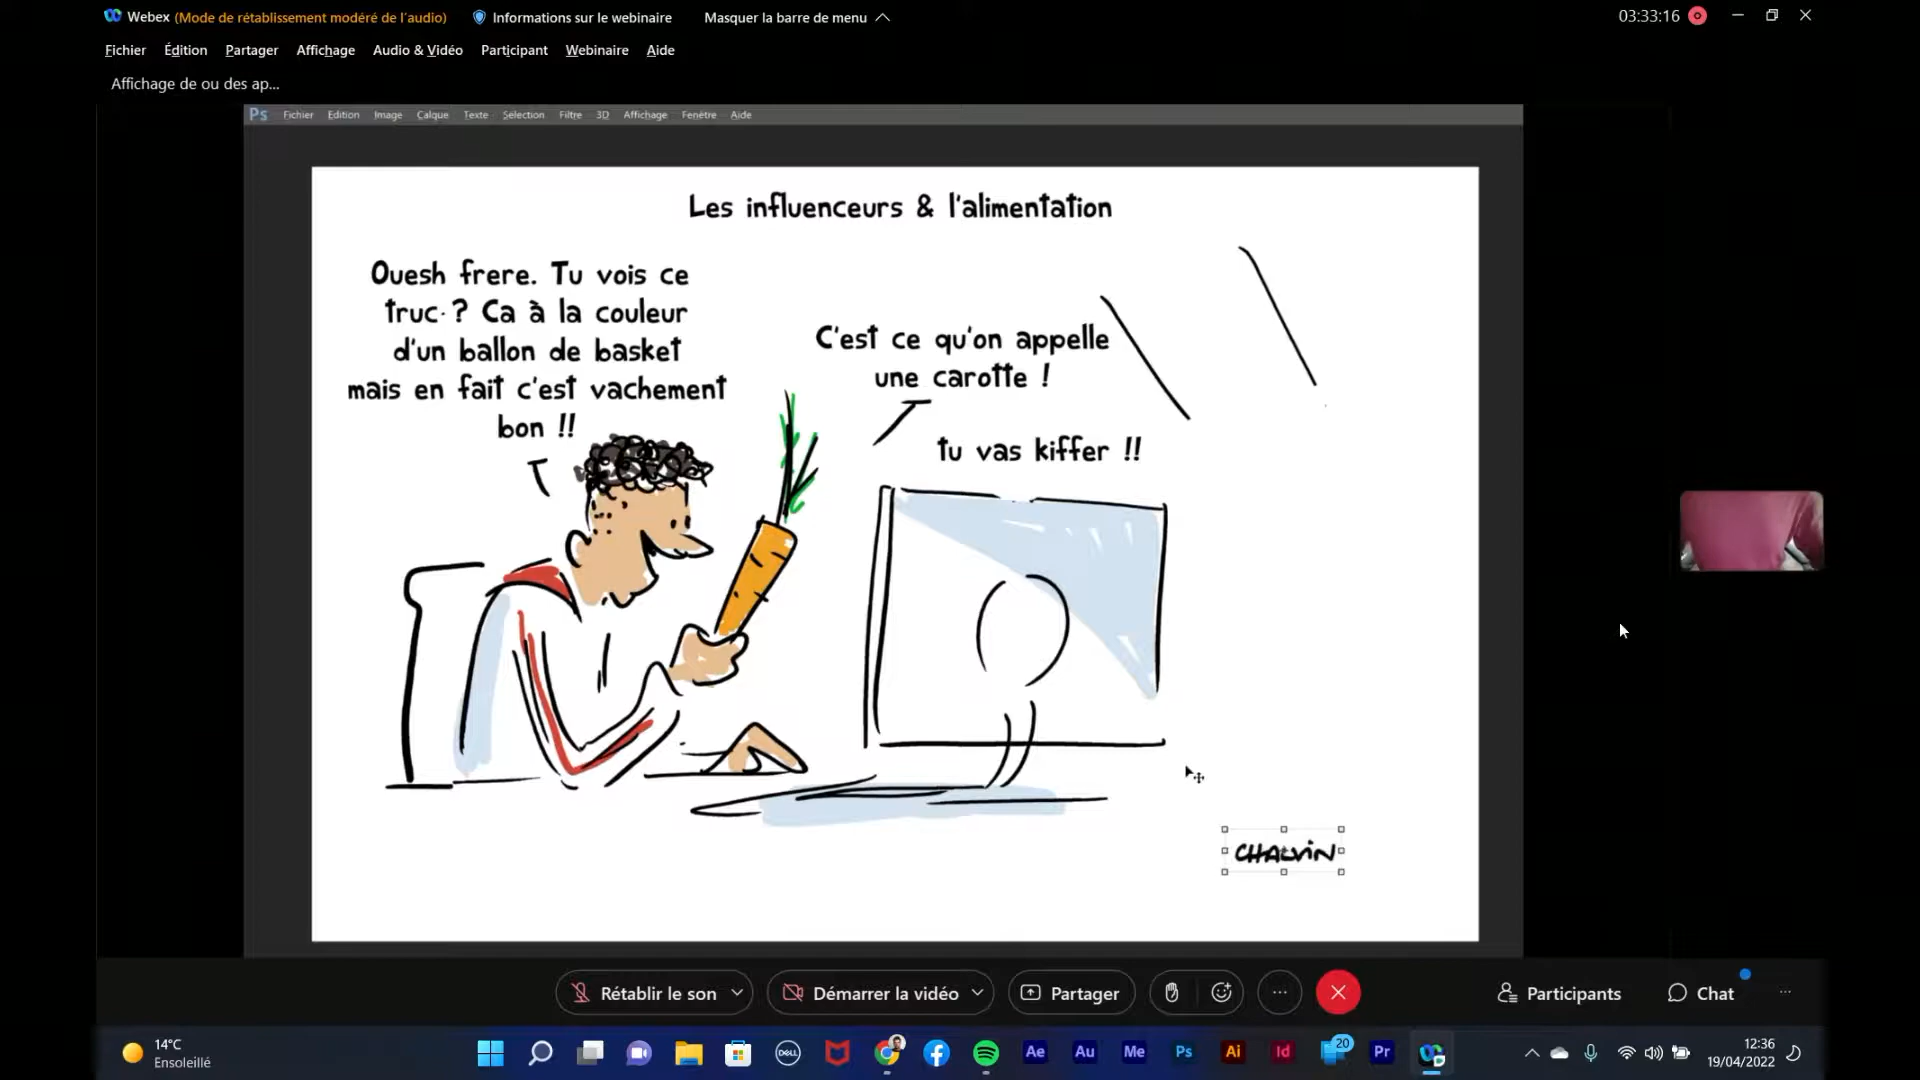 Webex (Mode de rétablissement modéré de l'audio) Informations sur le webinaire Masquer la barre de menu 03:33:16
Fichier Édition Partager Affichage Audio & Vidéo Participant Webinaire Aide
Affichage de ou des ap...
Ps Fichier Edition Image Calque Texte Sélection Filtre 3D Affichage Fenêtre Aide
Les influenceurs & l'alimentation
Ouesh frere. Tu vois ce
truc ? Ca à la couleur
d'un ballon de basket
mais en fait c'est vachement
bon !!
C'est ce qu'on appelle
une carotte !
tu vas kiffer !!
CHALViN
Rétablir le son Démarrer la vidéo Partager Participants Chat
14°C
Ensoleillé
DELL Ae Au Me Ps Ai Id 20 Pr
12:36
19/04/2022